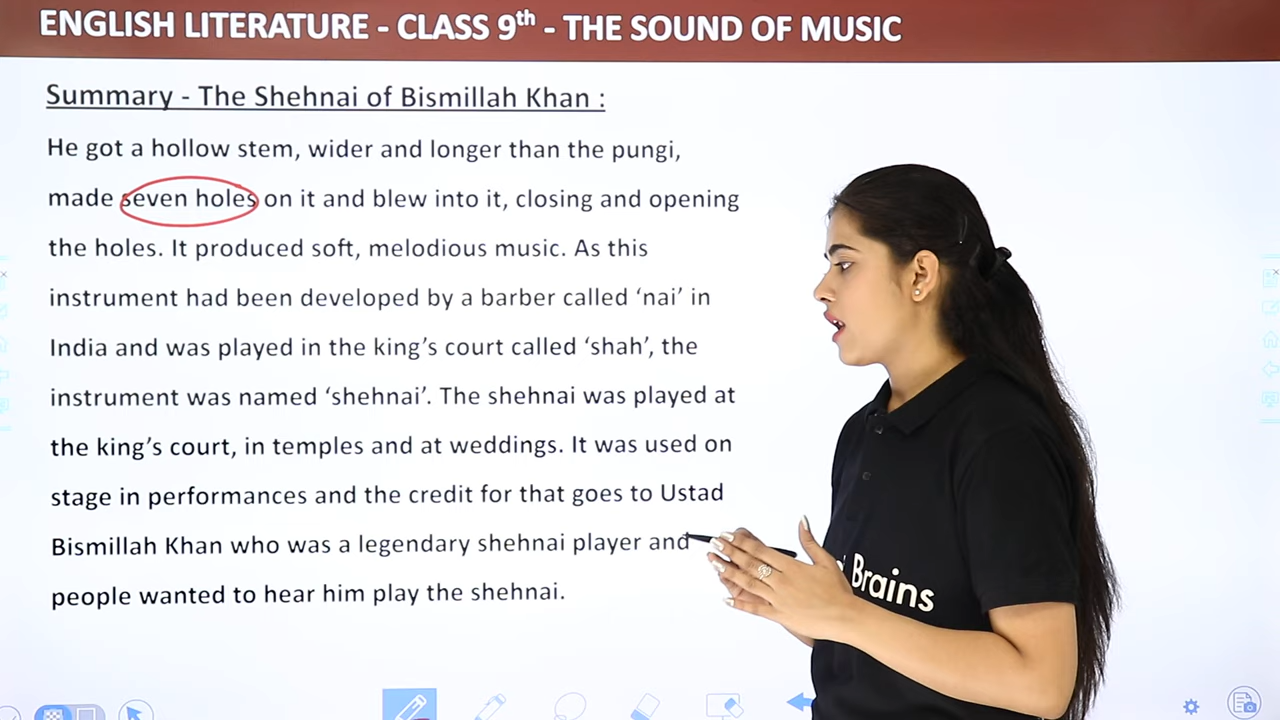 ENGLISH LITERATURE - CLASS 9th - THE SOUND OF MUSIC
Summary - The Shehnai of Bismillah Khan :
He got a hollow stem, wider and longer than the pungi,
made seven holes on it and blew into it, closing and opening
the holes. It produced soft, melodious music. As this
instrument had been developed by a barber called ‘nai’ in
India and was played in the king’s court called ‘shah’, the
instrument was named ‘shehnai’. The shehnai was played at
the king’s court, in temples and at weddings. It was used on
stage in performances and the credit for that goes to Ustad
Bismillah Khan who was a legendary shehnai player and
people wanted to hear him play the shehnai.
Brains